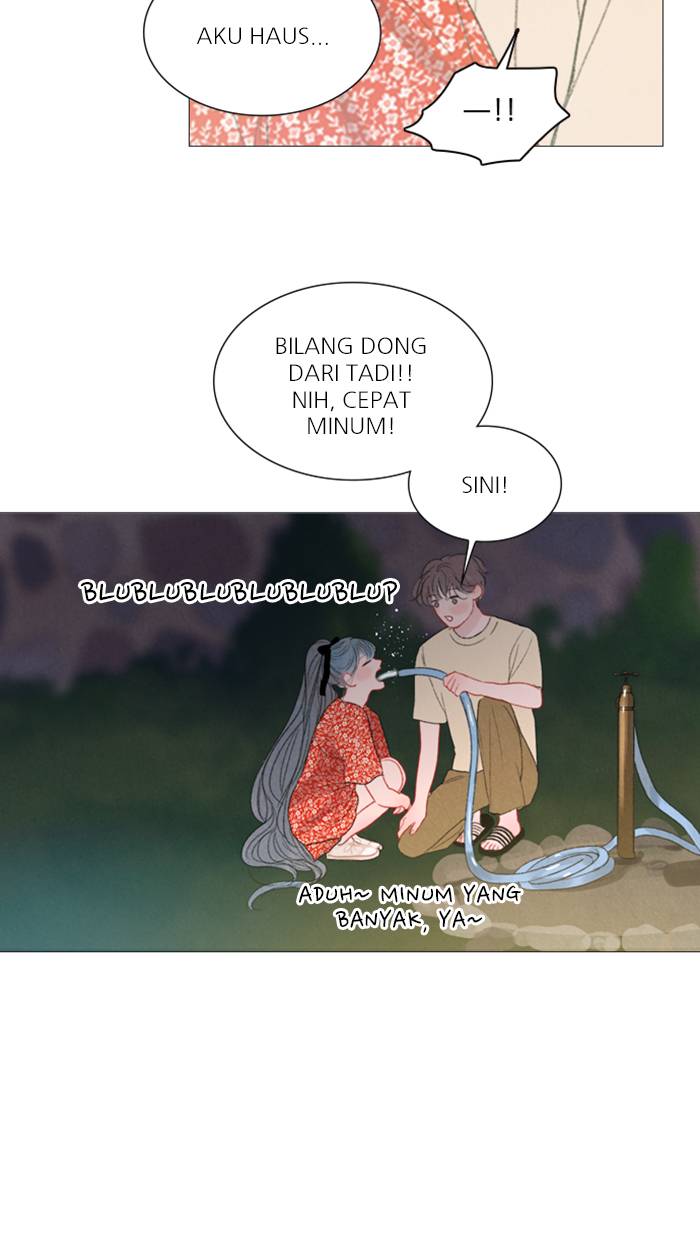 AKU HAUS...
—!!
BILANG DONG
DARI TADI!!
NIH, CEPAT
MINUM!
SINI!
BLUBLUBLUBLUBLUBLUP
ADUH~ MINUM YANG
BANYAK, YA~